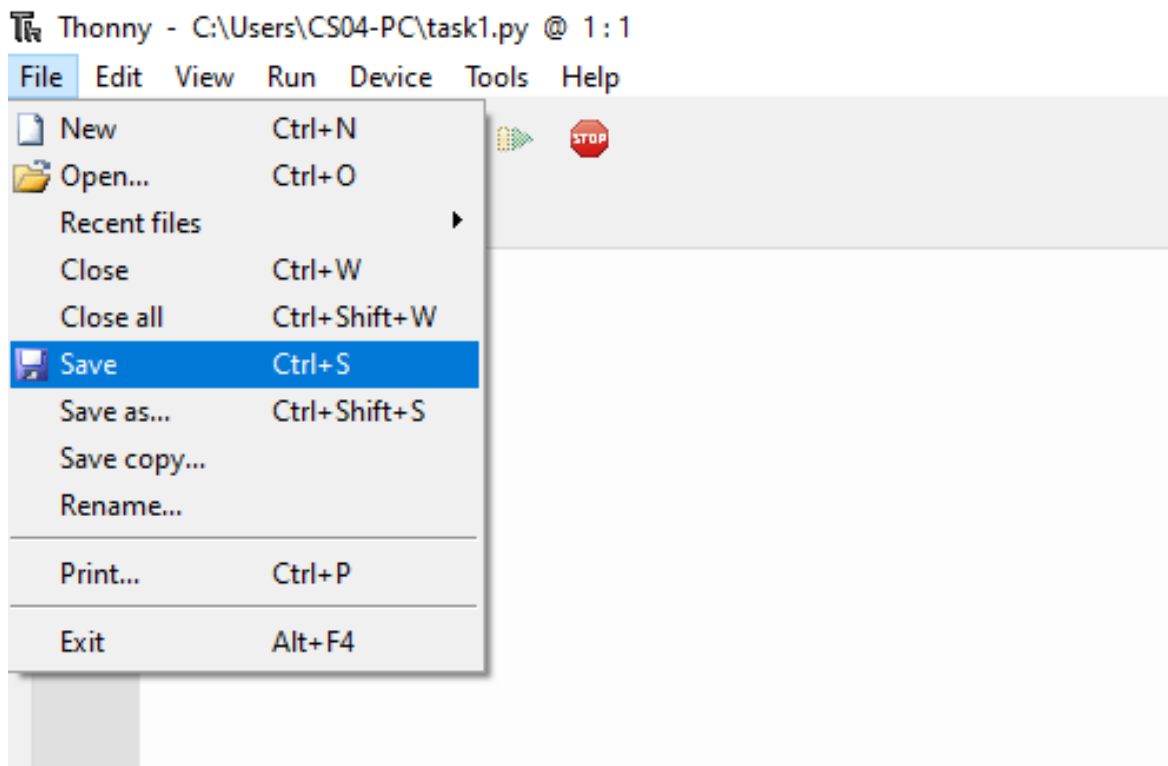 Thonny - C:\Users\CS04-PC\task1.py @ 1:1
File Edit View Run Device Tools Help
New Ctrl+N
STOP
Open... Ctrl+O
Recent files
Close Ctrl+W
Close all Ctrl+Shift+W
Save Ctrl+S
Save as... Ctrl+Shift+S
Save copy...
Rename...
Print... Ctrl+P
Exit Alt+F4